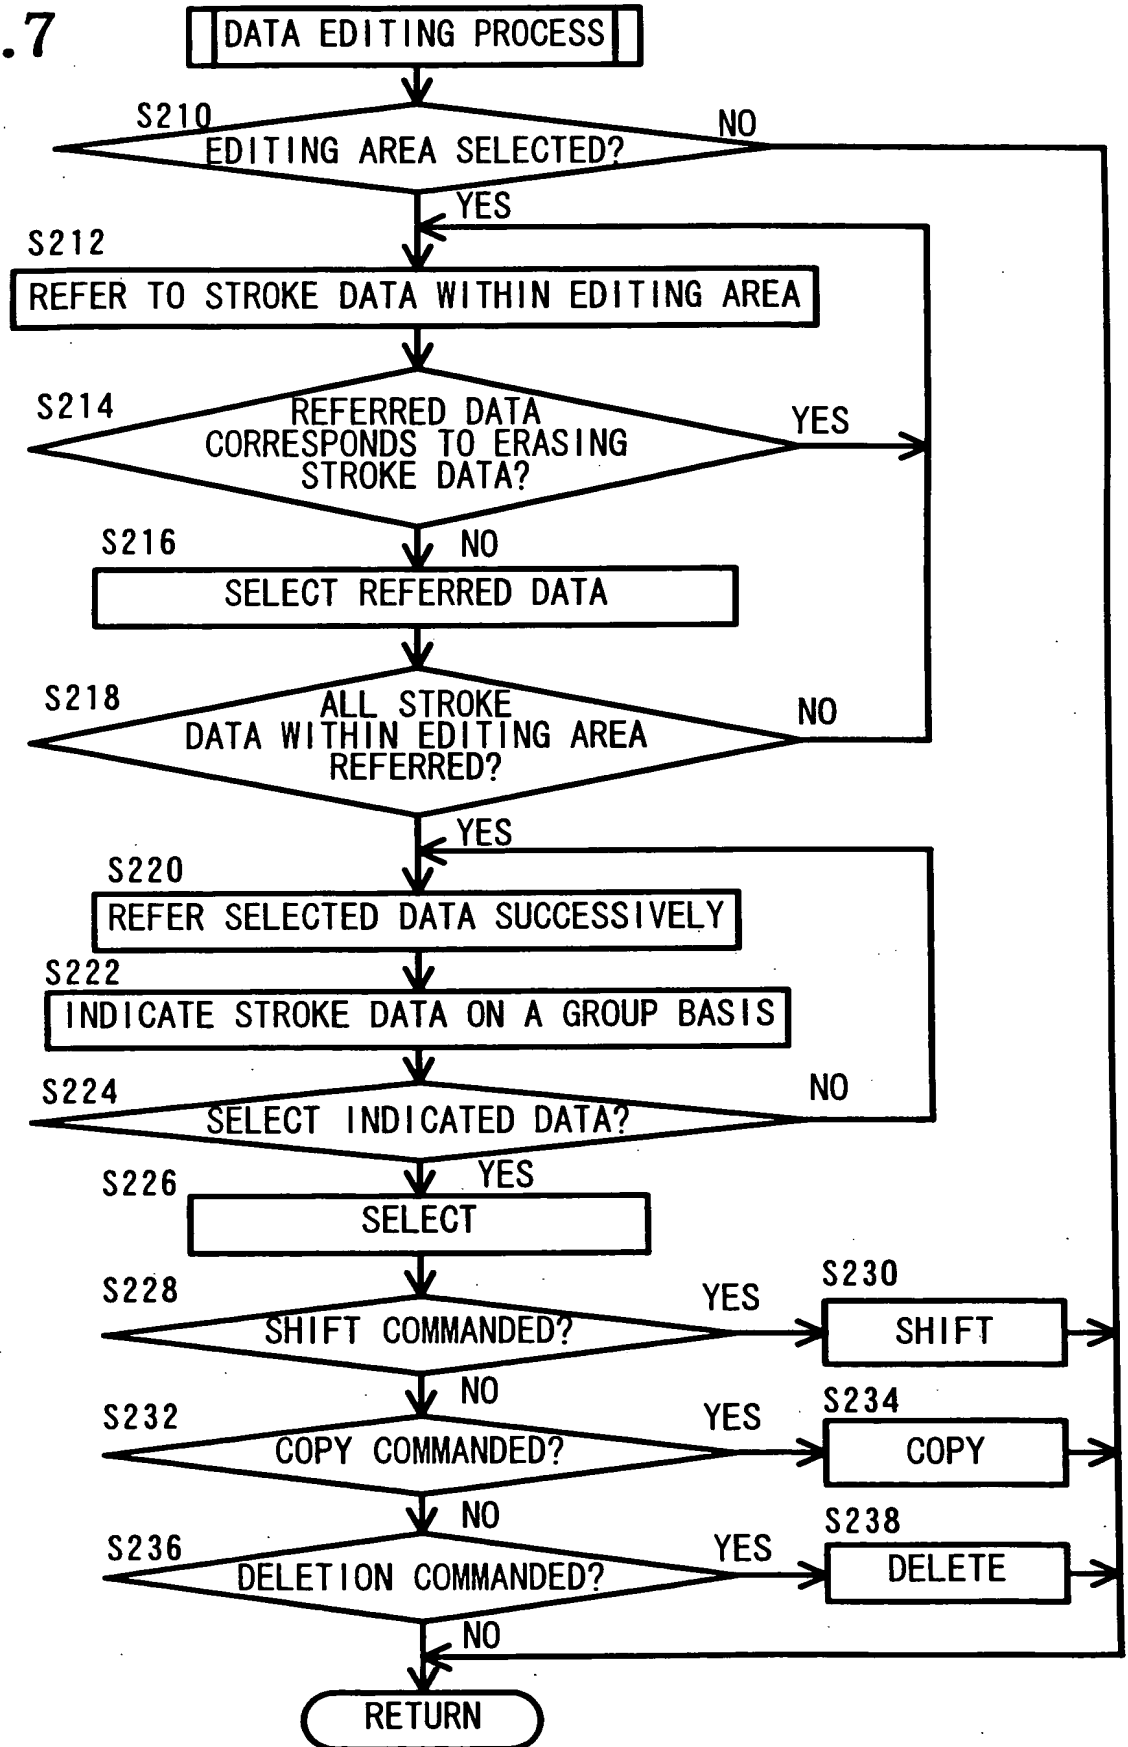 .7
DATA EDITING PROCESS
S210
EDITING AREA SELECTED?
NO
YES
S212
REFER TO STROKE DATA WITHIN EDITING AREA
S214
REFERRED DATA
CORRESPONDS TO ERASING
STROKE DATA?
YES
NO
S216
SELECT REFERRED DATA
S218
ALL STROKE
DATA WITHIN EDITING AREA
REFERRED?
NO
YES
S220
REFER SELECTED DATA SUCCESSIVELY
S222
INDICATE STROKE DATA ON A GROUP BASIS
S224
SELECT INDICATED DATA?
NO
YES
S226
SELECT
S228
SHIFT COMMANDED?
YES
S230
SHIFT
NO
S232
COPY COMMANDED?
YES
S234
COPY
NO
S236
DELETION COMMANDED?
YES
S238
DELETE
NO
RETURN